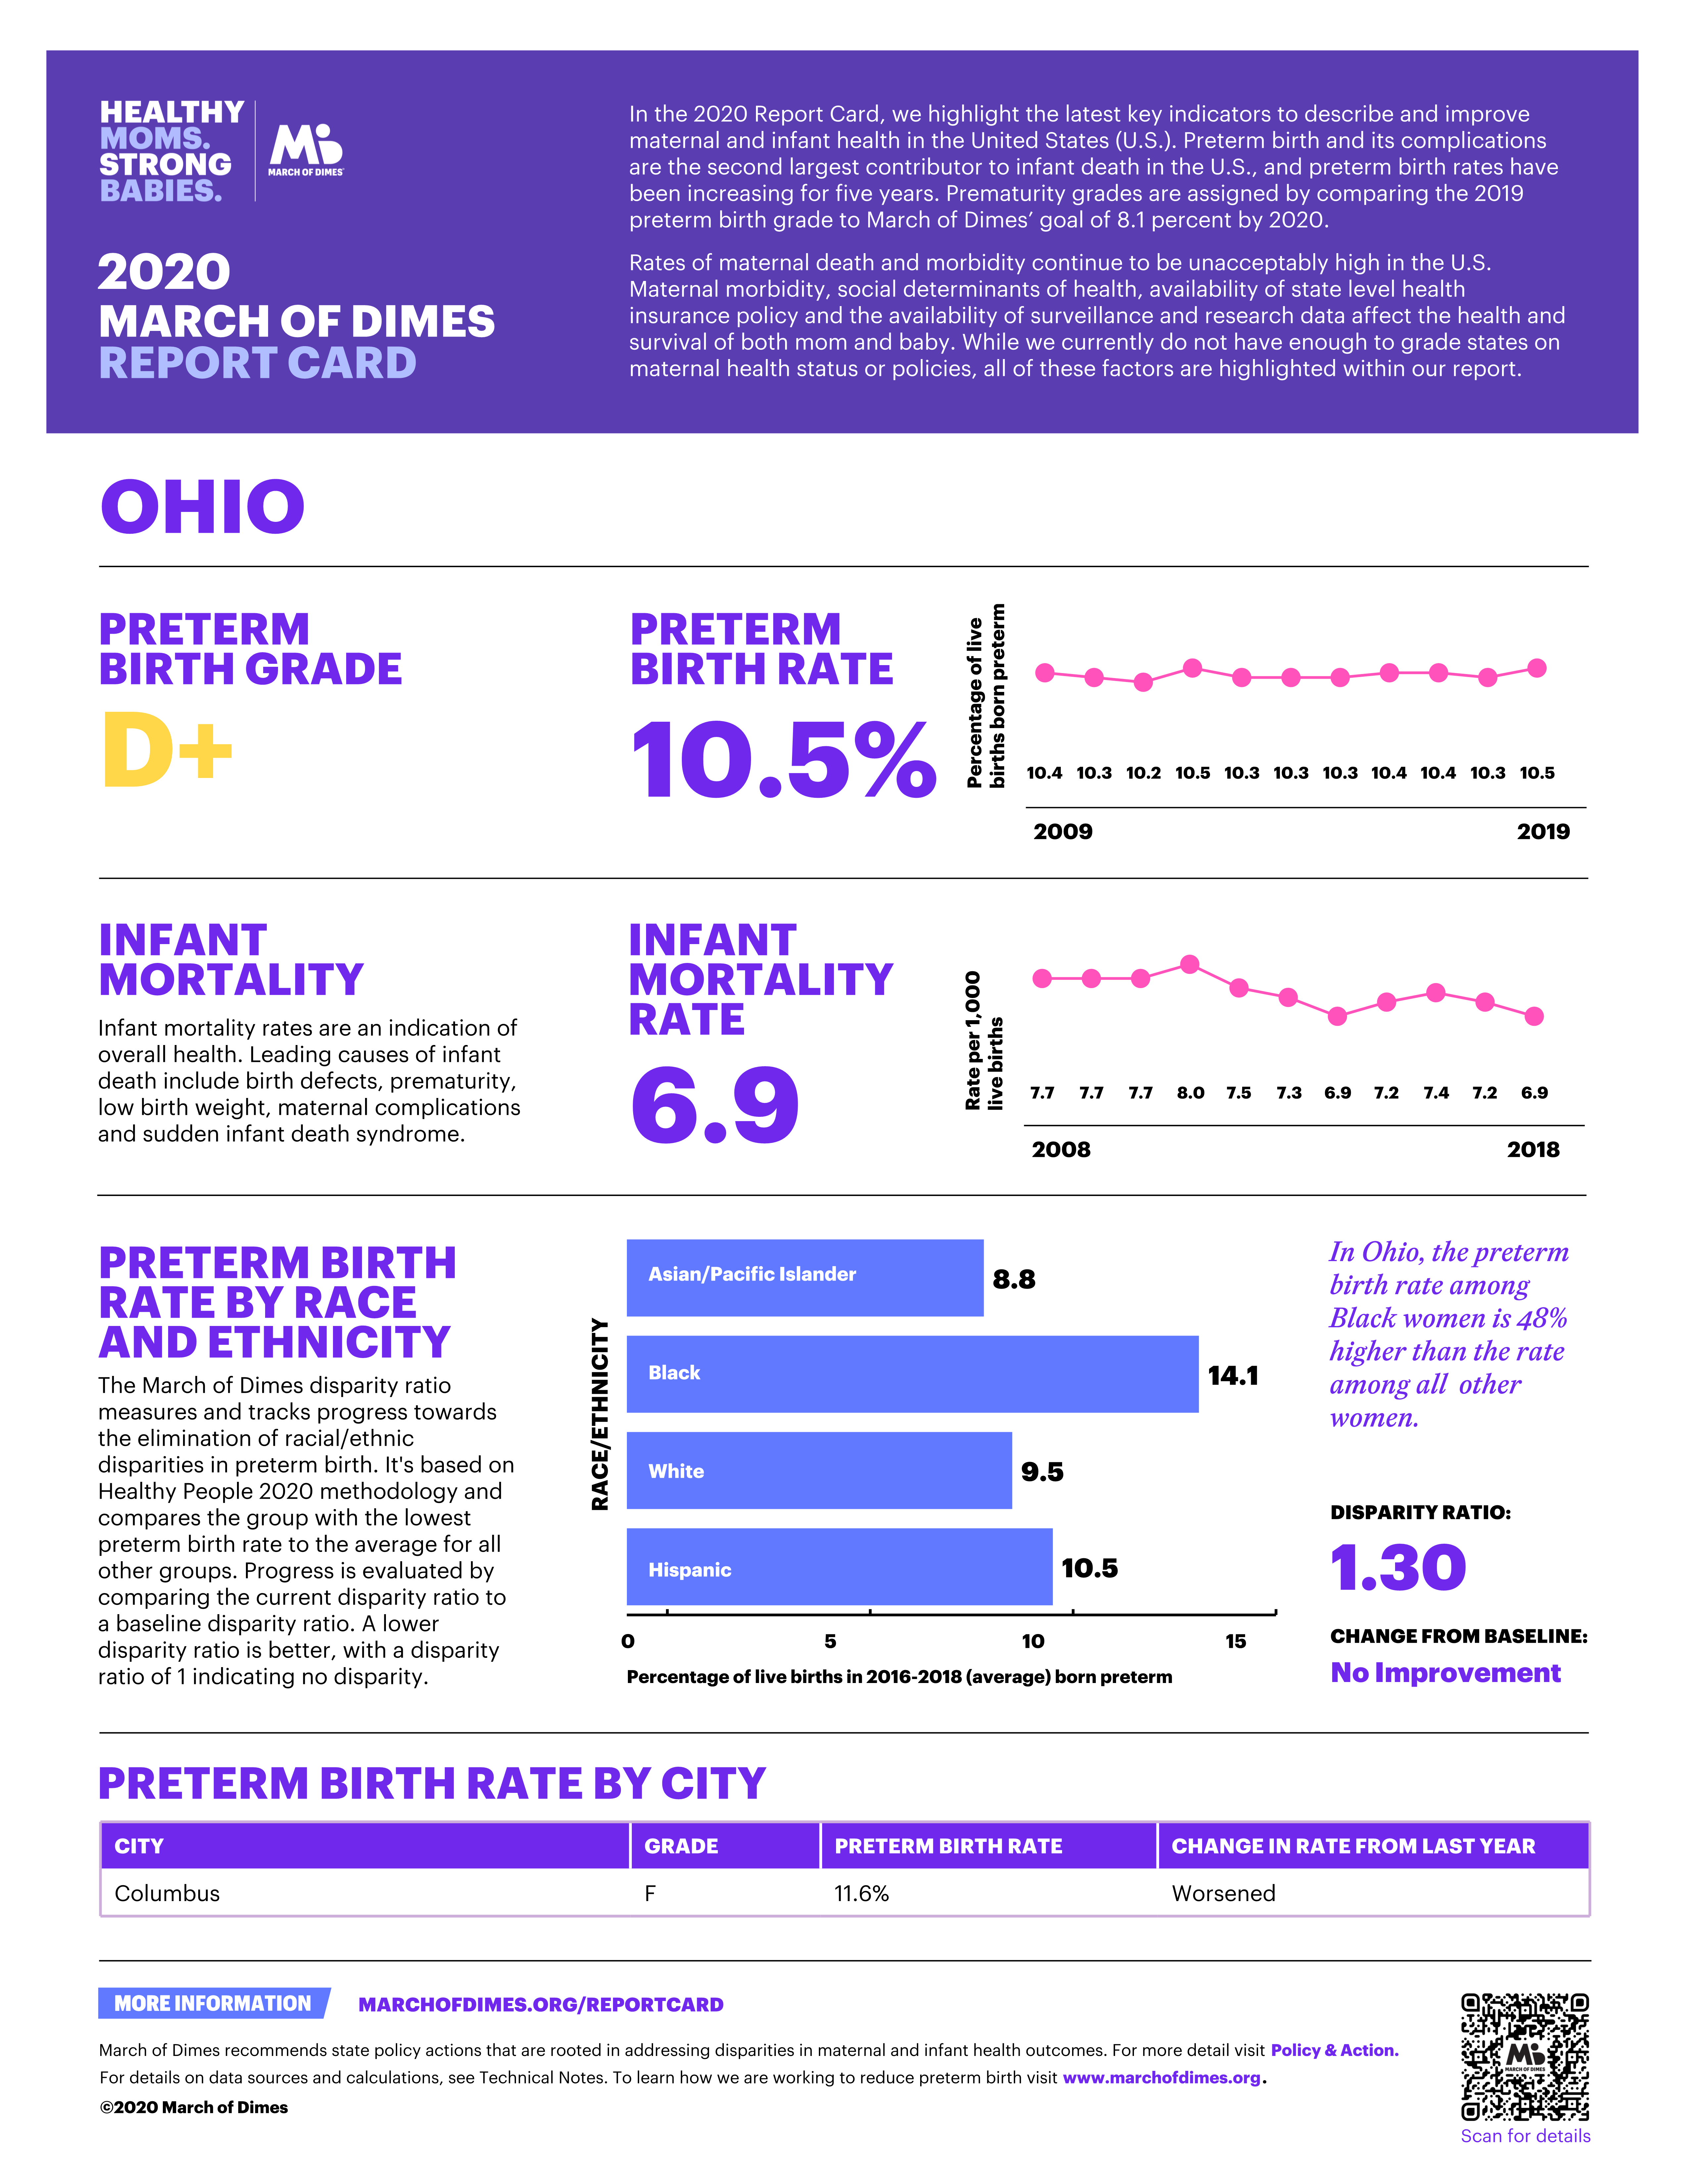 HEALTHY
MOMS.
STRONG
BABIES.
MARCH OF DIMES
2020
MARCH OF DIMES
REPORT CARD
In the 2020 Report Card, we highlight the latest key indicators to describe and improve
maternal and infant health in the United States (U.S.). Preterm birth and its complications
are the second largest contributor to infant death in the U.S., and preterm birth rates have
been increasing for five years. Prematurity grades are assigned by comparing the 2019
preterm birth grade to March of Dimes’ goal of 8.1 percent by 2020.
Rates of maternal death and morbidity continue to be unacceptably high in the U.S.
Maternal morbidity, social determinants of health, availability of state level health
insurance policy and the availability of surveillance and research data affect the health and
survival of both mom and baby. While we currently do not have enough to grade states on
maternal health status or policies, all of these factors are highlighted within our report.
OHIO
PRETERM
BIRTH GRADE
D+
PRETERM
BIRTH RATE
10.5%
Percentage of live
births born preterm
10.4 10.3 10.2 10.5 10.3 10.3 10.3 10.4 10.4 10.3 10.5
2009 2019
INFANT
MORTALITY
Infant mortality rates are an indication of
overall health. Leading causes of infant
death include birth defects, prematurity,
low birth weight, maternal complications
and sudden infant death syndrome.
INFANT
MORTALITY
RATE
6.9
Rate per 1,000
live births
7.7 7.7 7.7 8.0 7.5 7.3 6.9 7.2 7.4 7.2 6.9
2008 2018
PRETERM BIRTH
RATE BY RACE
AND ETHNICITY
The March of Dimes disparity ratio
measures and tracks progress towards
the elimination of racial/ethnic
disparities in preterm birth. It's based on
Healthy People 2020 methodology and
compares the group with the lowest
preterm birth rate to the average for all
other groups. Progress is evaluated by
comparing the current disparity ratio to
a baseline disparity ratio. A lower
disparity ratio is better, with a disparity
ratio of 1 indicating no disparity.
RACE/ETHNICITY
Asian/Pacific Islander 8.8
Black 14.1
White 9.5
Hispanic 10.5
0 5 10 15
Percentage of live births in 2016-2018 (average) born preterm
In Ohio, the preterm
birth rate among
Black women is 48%
higher than the rate
among all other
women.
DISPARITY RATIO:
1.30
CHANGE FROM BASELINE:
No Improvement
PRETERM BIRTH RATE BY CITY
CITY GRADE PRETERM BIRTH RATE CHANGE IN RATE FROM LAST YEAR
Columbus F 11.6% Worsened
MORE INFORMATION MARCHOFDIMES.ORG/REPORTCARD
March of Dimes recommends state policy actions that are rooted in addressing disparities in maternal and infant health outcomes. For more detail visit Policy & Action.
For details on data sources and calculations, see Technical Notes. To learn how we are working to reduce preterm birth visit www.marchofdimes.org.
©2020 March of Dimes
MARCH OF DIMES
Scan for details